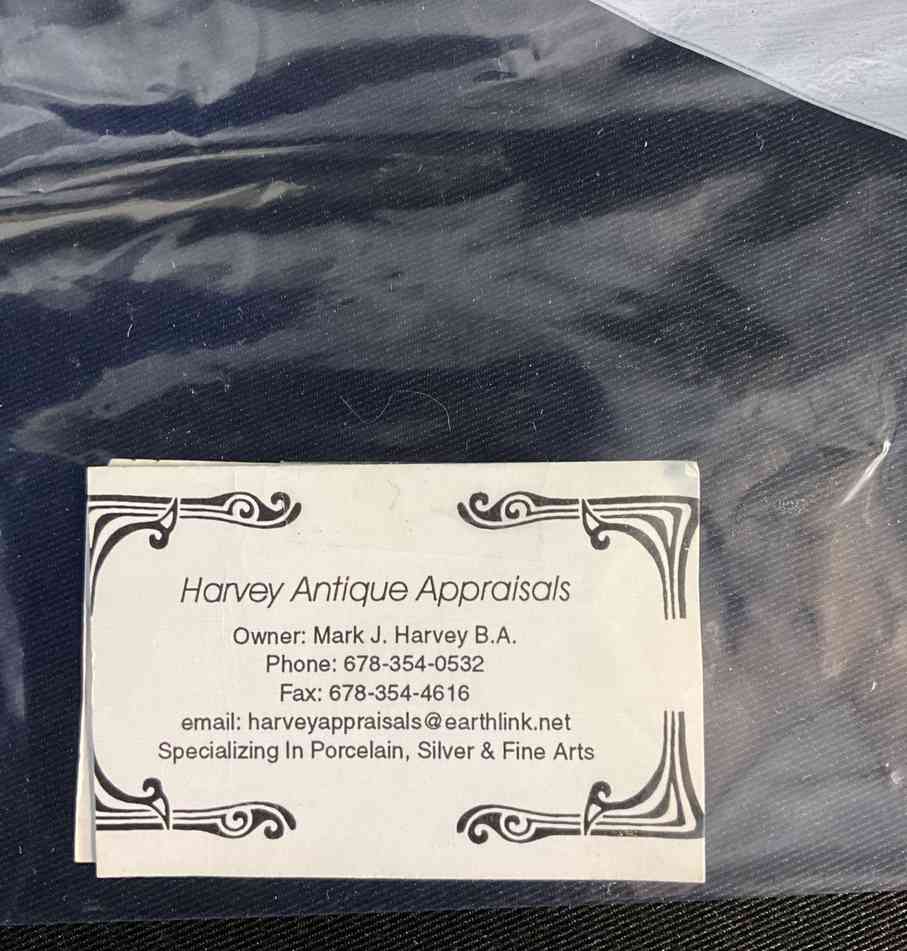 Harvey Antique Appraisals
Owner: Mark J. Harvey B.A.
Phone: 678-354-0532
Fax: 678-354-4616
email: harveyappraisals@earthlink.net
Specializing In Porcelain, Silver & Fine Arts